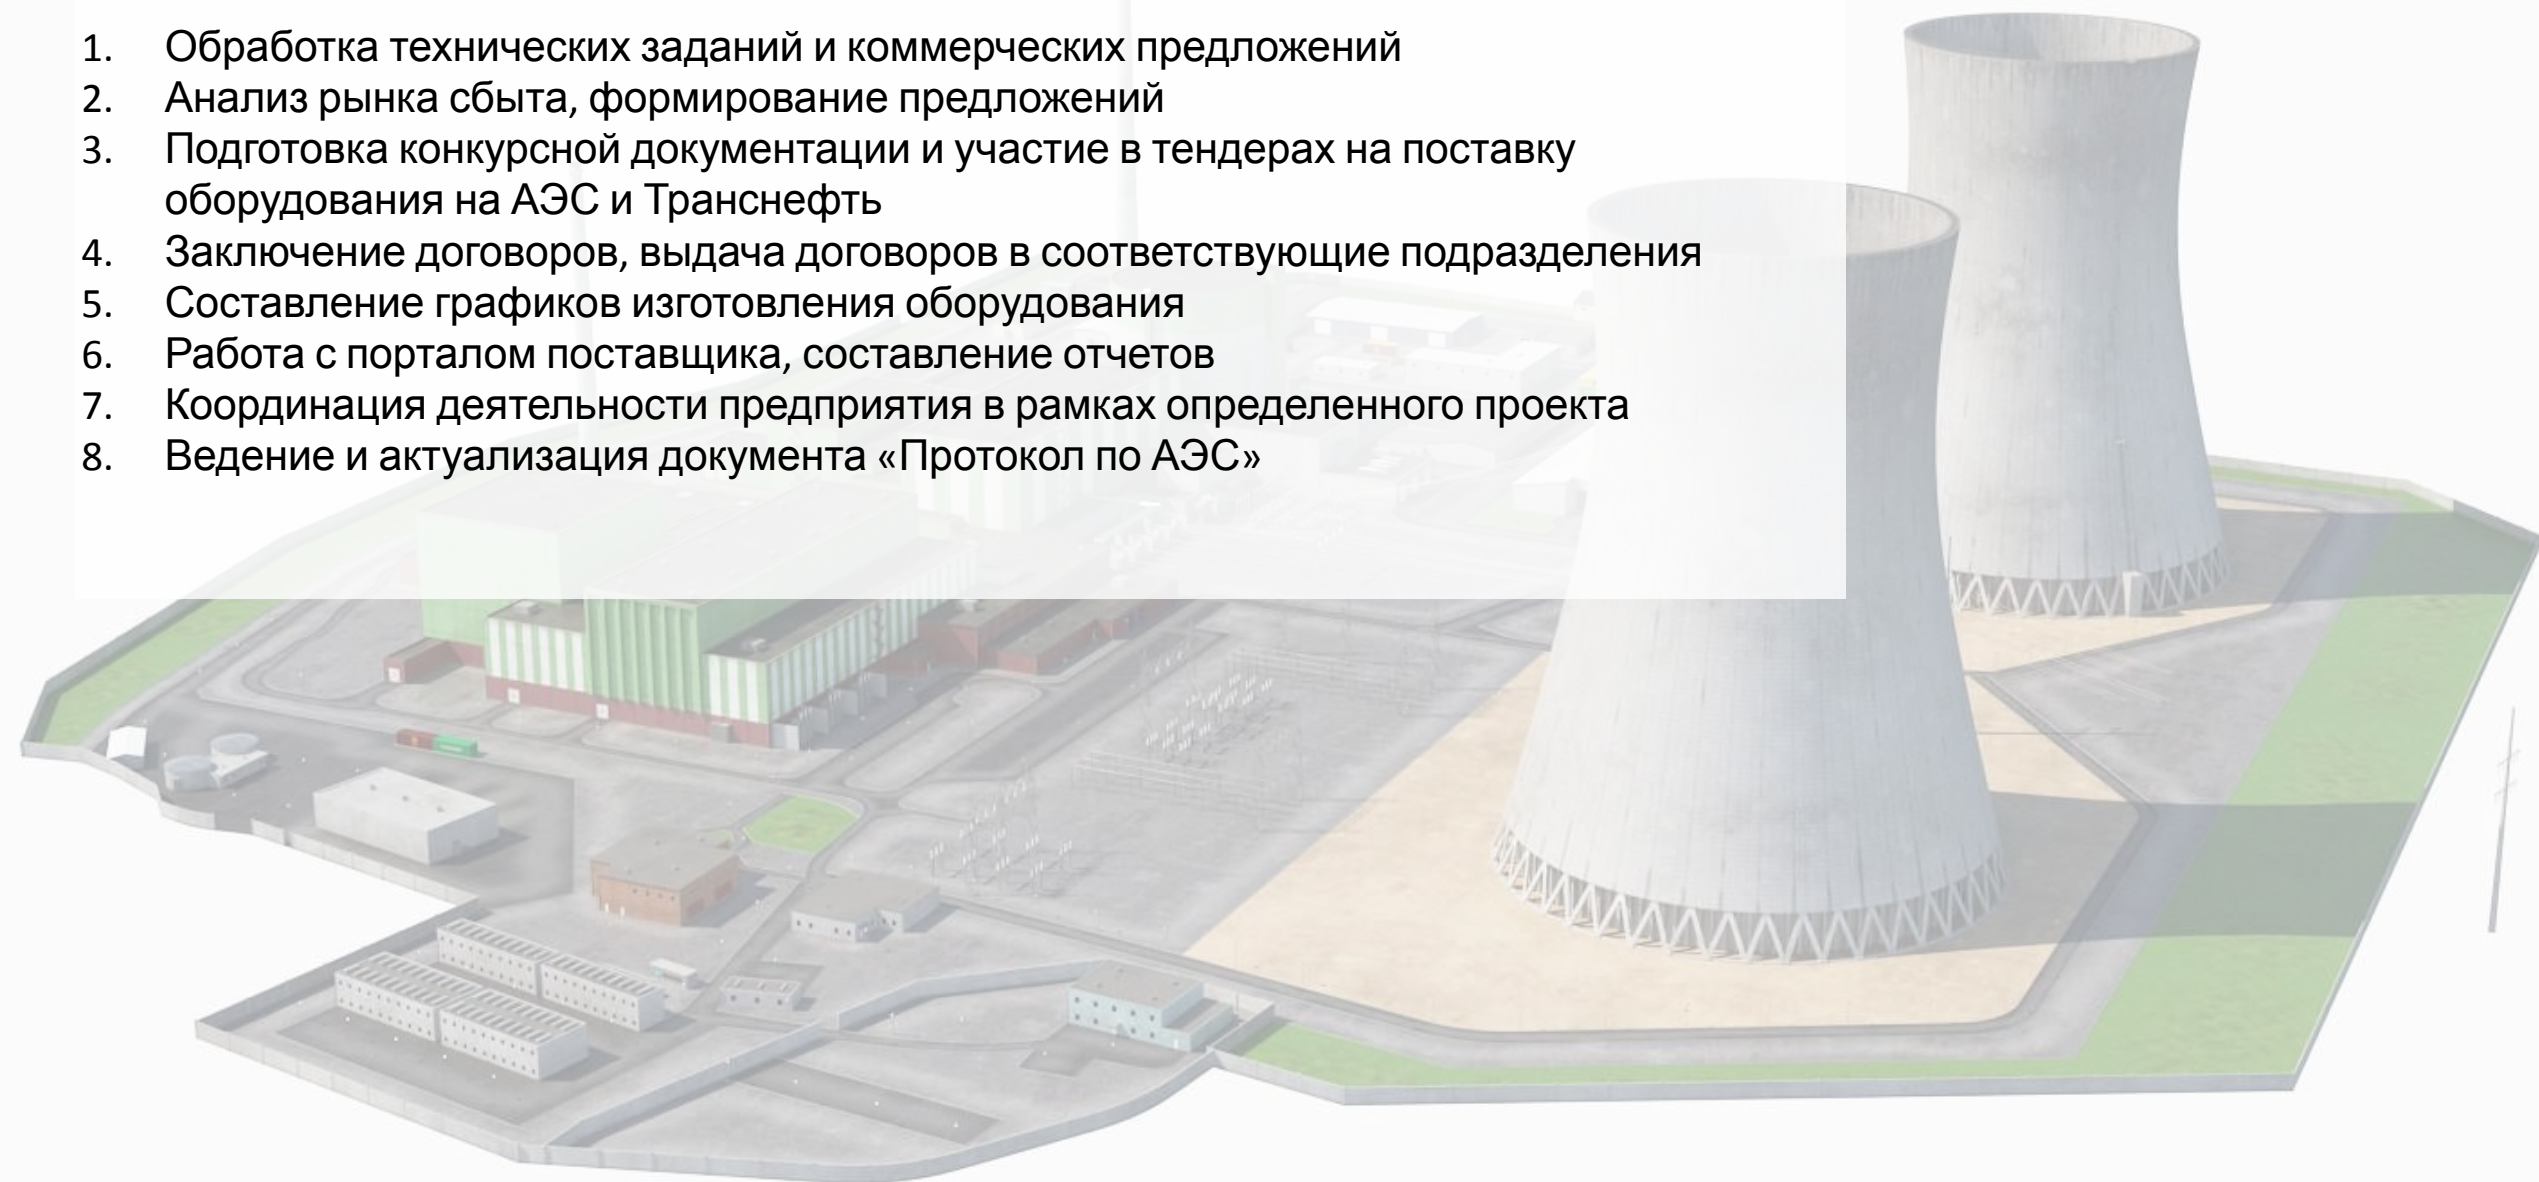 1. Обработка технических заданий и коммерческих предложений
2. Анализ рынка сбыта, формирование предложений
3. Подготовка конкурсной документации и участие в тендерах на поставку
оборудования на АЭС и Транснефть
4. Заключение договоров, выдача договоров в соответствующие подразделения
5. Составление графиков изготовления оборудования
6. Работа с порталом поставщика, составление отчетов
7. Координация деятельности предприятия в рамках определенного проекта
8. Ведение и актуализация документа «Протокол по АЭС»